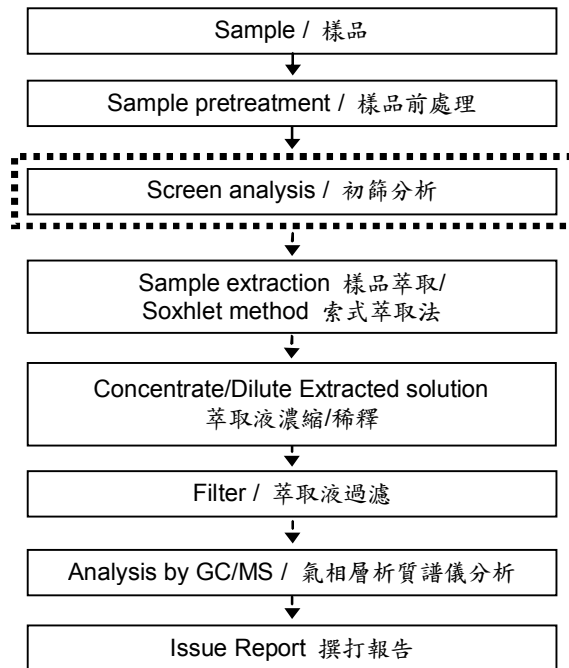 Sample / 樣品
Sample pretreatment / 樣品前處理
Screen analysis / 初篩分析
Sample extraction 樣品萃取/
Soxhlet method 索式萃取法
Concentrate/Dilute Extracted solution
萃取液濃縮/稀釋
Filter / 萃取液過濾
Analysis by GC/MS / 氣相層析質譜儀分析
Issue Report 撰打報告